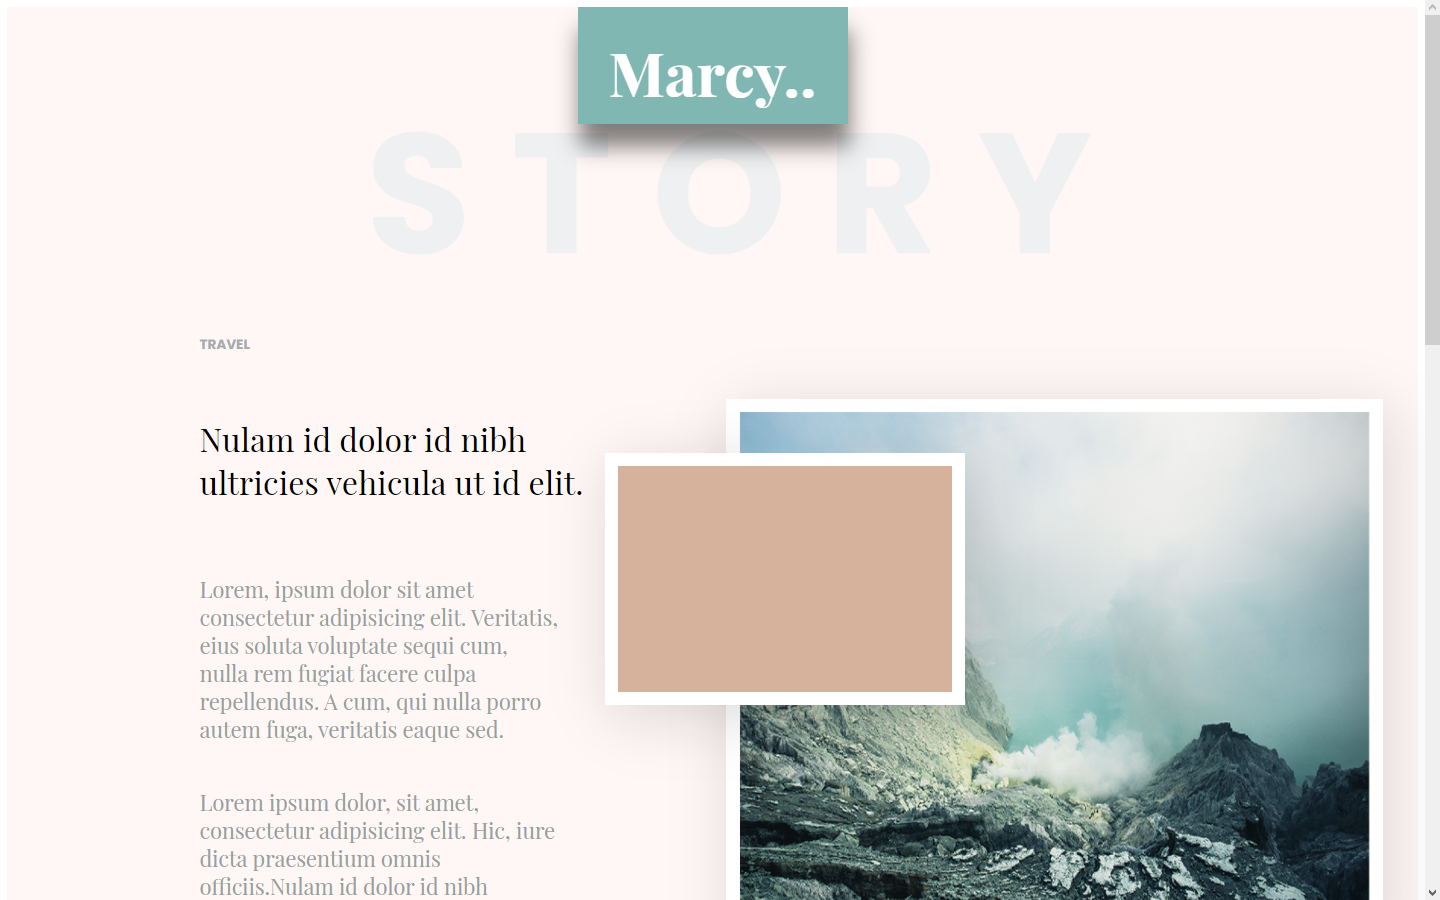 Marcy..
STORY
TRAVEL
Nulam id dolor id nibh
ultricies vehicula ut id elit.
Lorem, ipsum dolor sit amet
consectetur adipisicing elit. Veritatis,
eius soluta voluptate sequi cum,
nulla rem fugiat facere culpa
repellendus. A cum, qui nulla porro
autem fuga, veritatis eaque sed.
Lorem ipsum dolor, sit amet,
consectetur adipisicing elit. Hic, iure
dicta praesentium omnis
officiis.Nulam id dolor id nibh